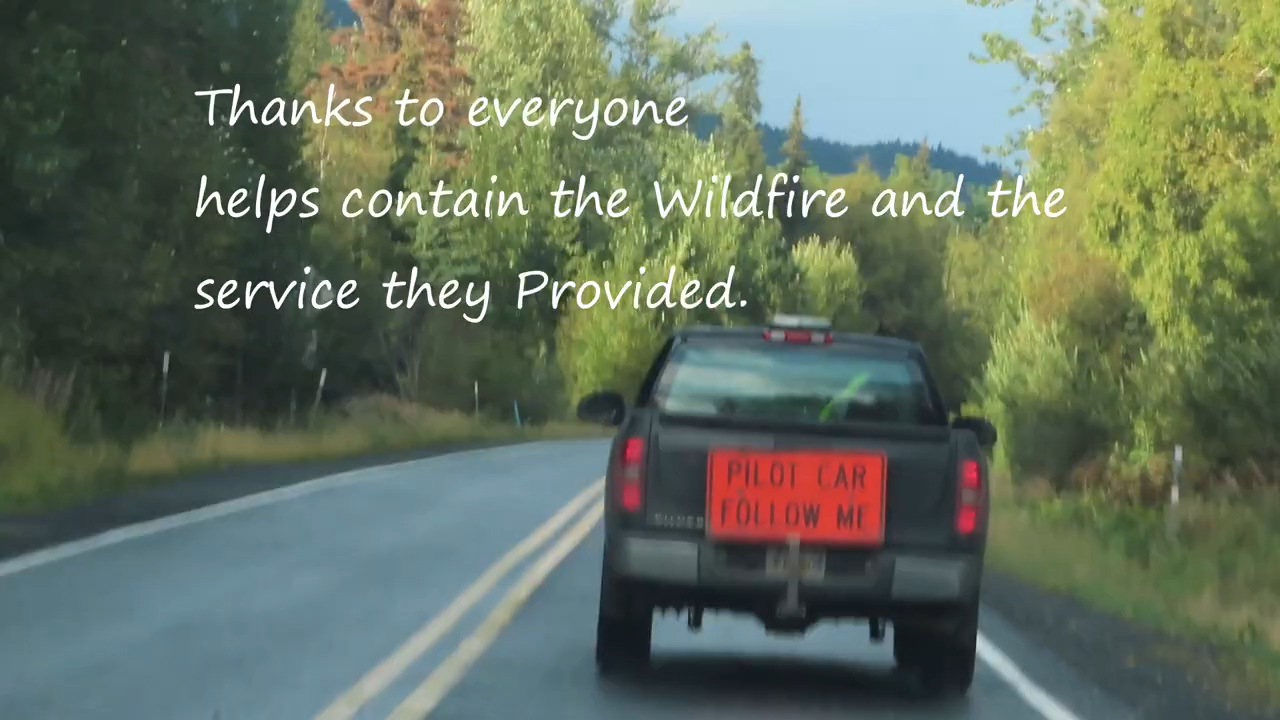 Thanks to everyone
helps contain the Wildfire and the
service they Provided.
PILOT CAR
FOLLOW ME